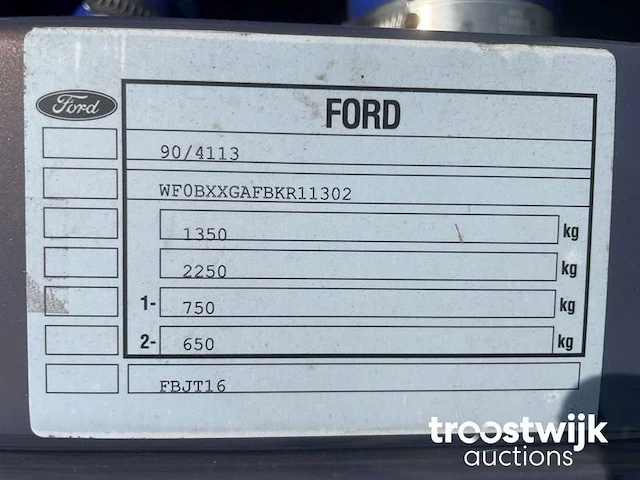 Ford
FORD
90/4113
WF0BXXGAFBKR11302
1350 kg
2250 kg
1- 750 kg
2- 650 kg
FBJT16
troostwijk
auctions